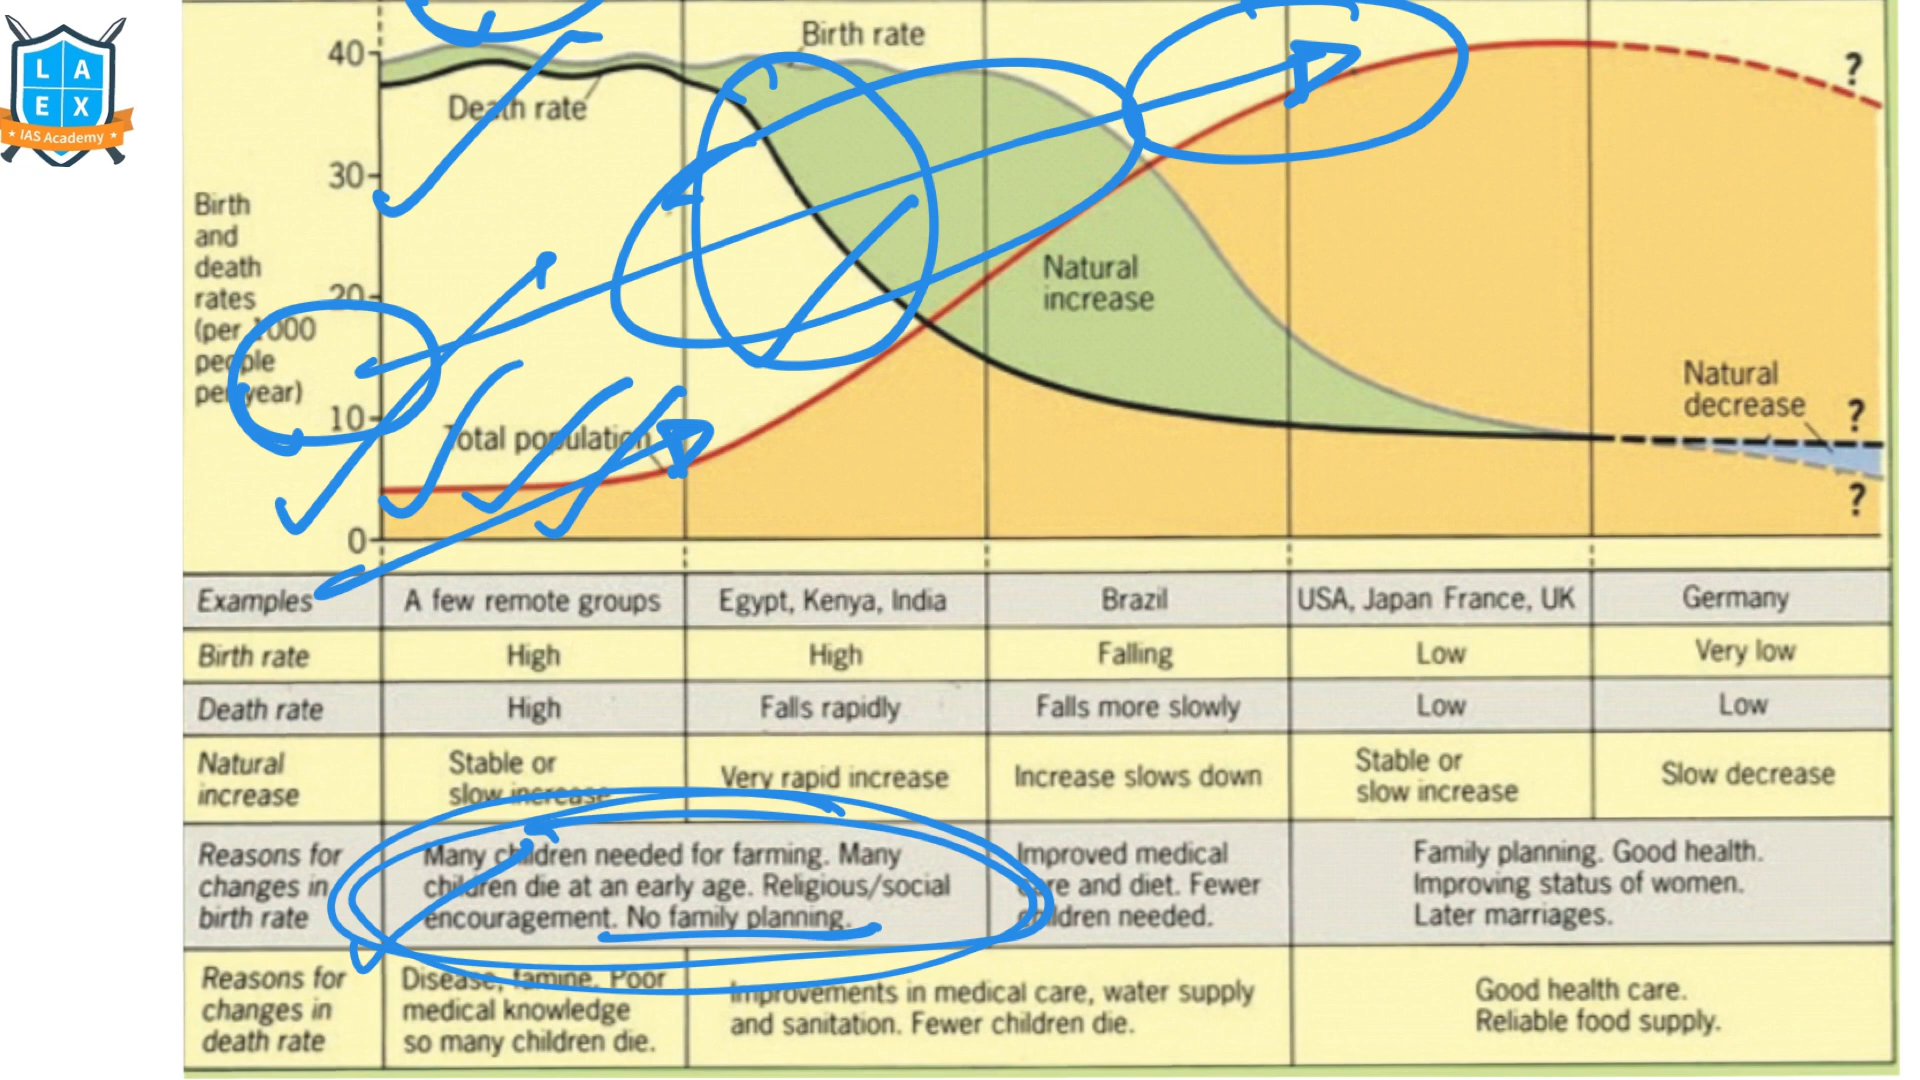 L A
E X
★ IAS Academy ★
Birth rate
Death rate
40
30
20
10
0
Birth
and
death
rates
(per 1000
people
per year)
Total population
Natural
increase
Natural
decrease
?
?
?
Examples
A few remote groups
Egypt, Kenya, India
Brazil
USA, Japan France, UK
Germany
Birth rate
High
High
Falling
Low
Very low
Death rate
High
Falls rapidly
Falls more slowly
Low
Low
Natural
increase
Stable or
slow increase
Very rapid increase
Increase slows down
Stable or
slow increase
Slow decrease
Reasons for
changes in
birth rate
Many children needed for farming. Many
children die at an early age. Religious/social
encouragement. No family planning.
Improved medical
care and diet. Fewer
children needed.
Family planning. Good health.
Improving status of women.
Later marriages.
Reasons for
changes in
death rate
Disease, famine. Poor
medical knowledge
so many children die.
Improvements in medical care, water supply
and sanitation. Fewer children die.
Good health care.
Reliable food supply.